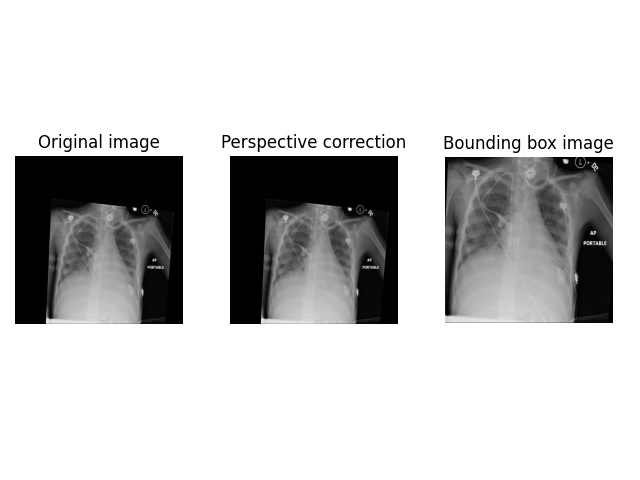 Original image
Perspective correction
Bounding box image
L
AP
PORTABLE
L
AP
PORTABLE
L
AP
PORTABLE